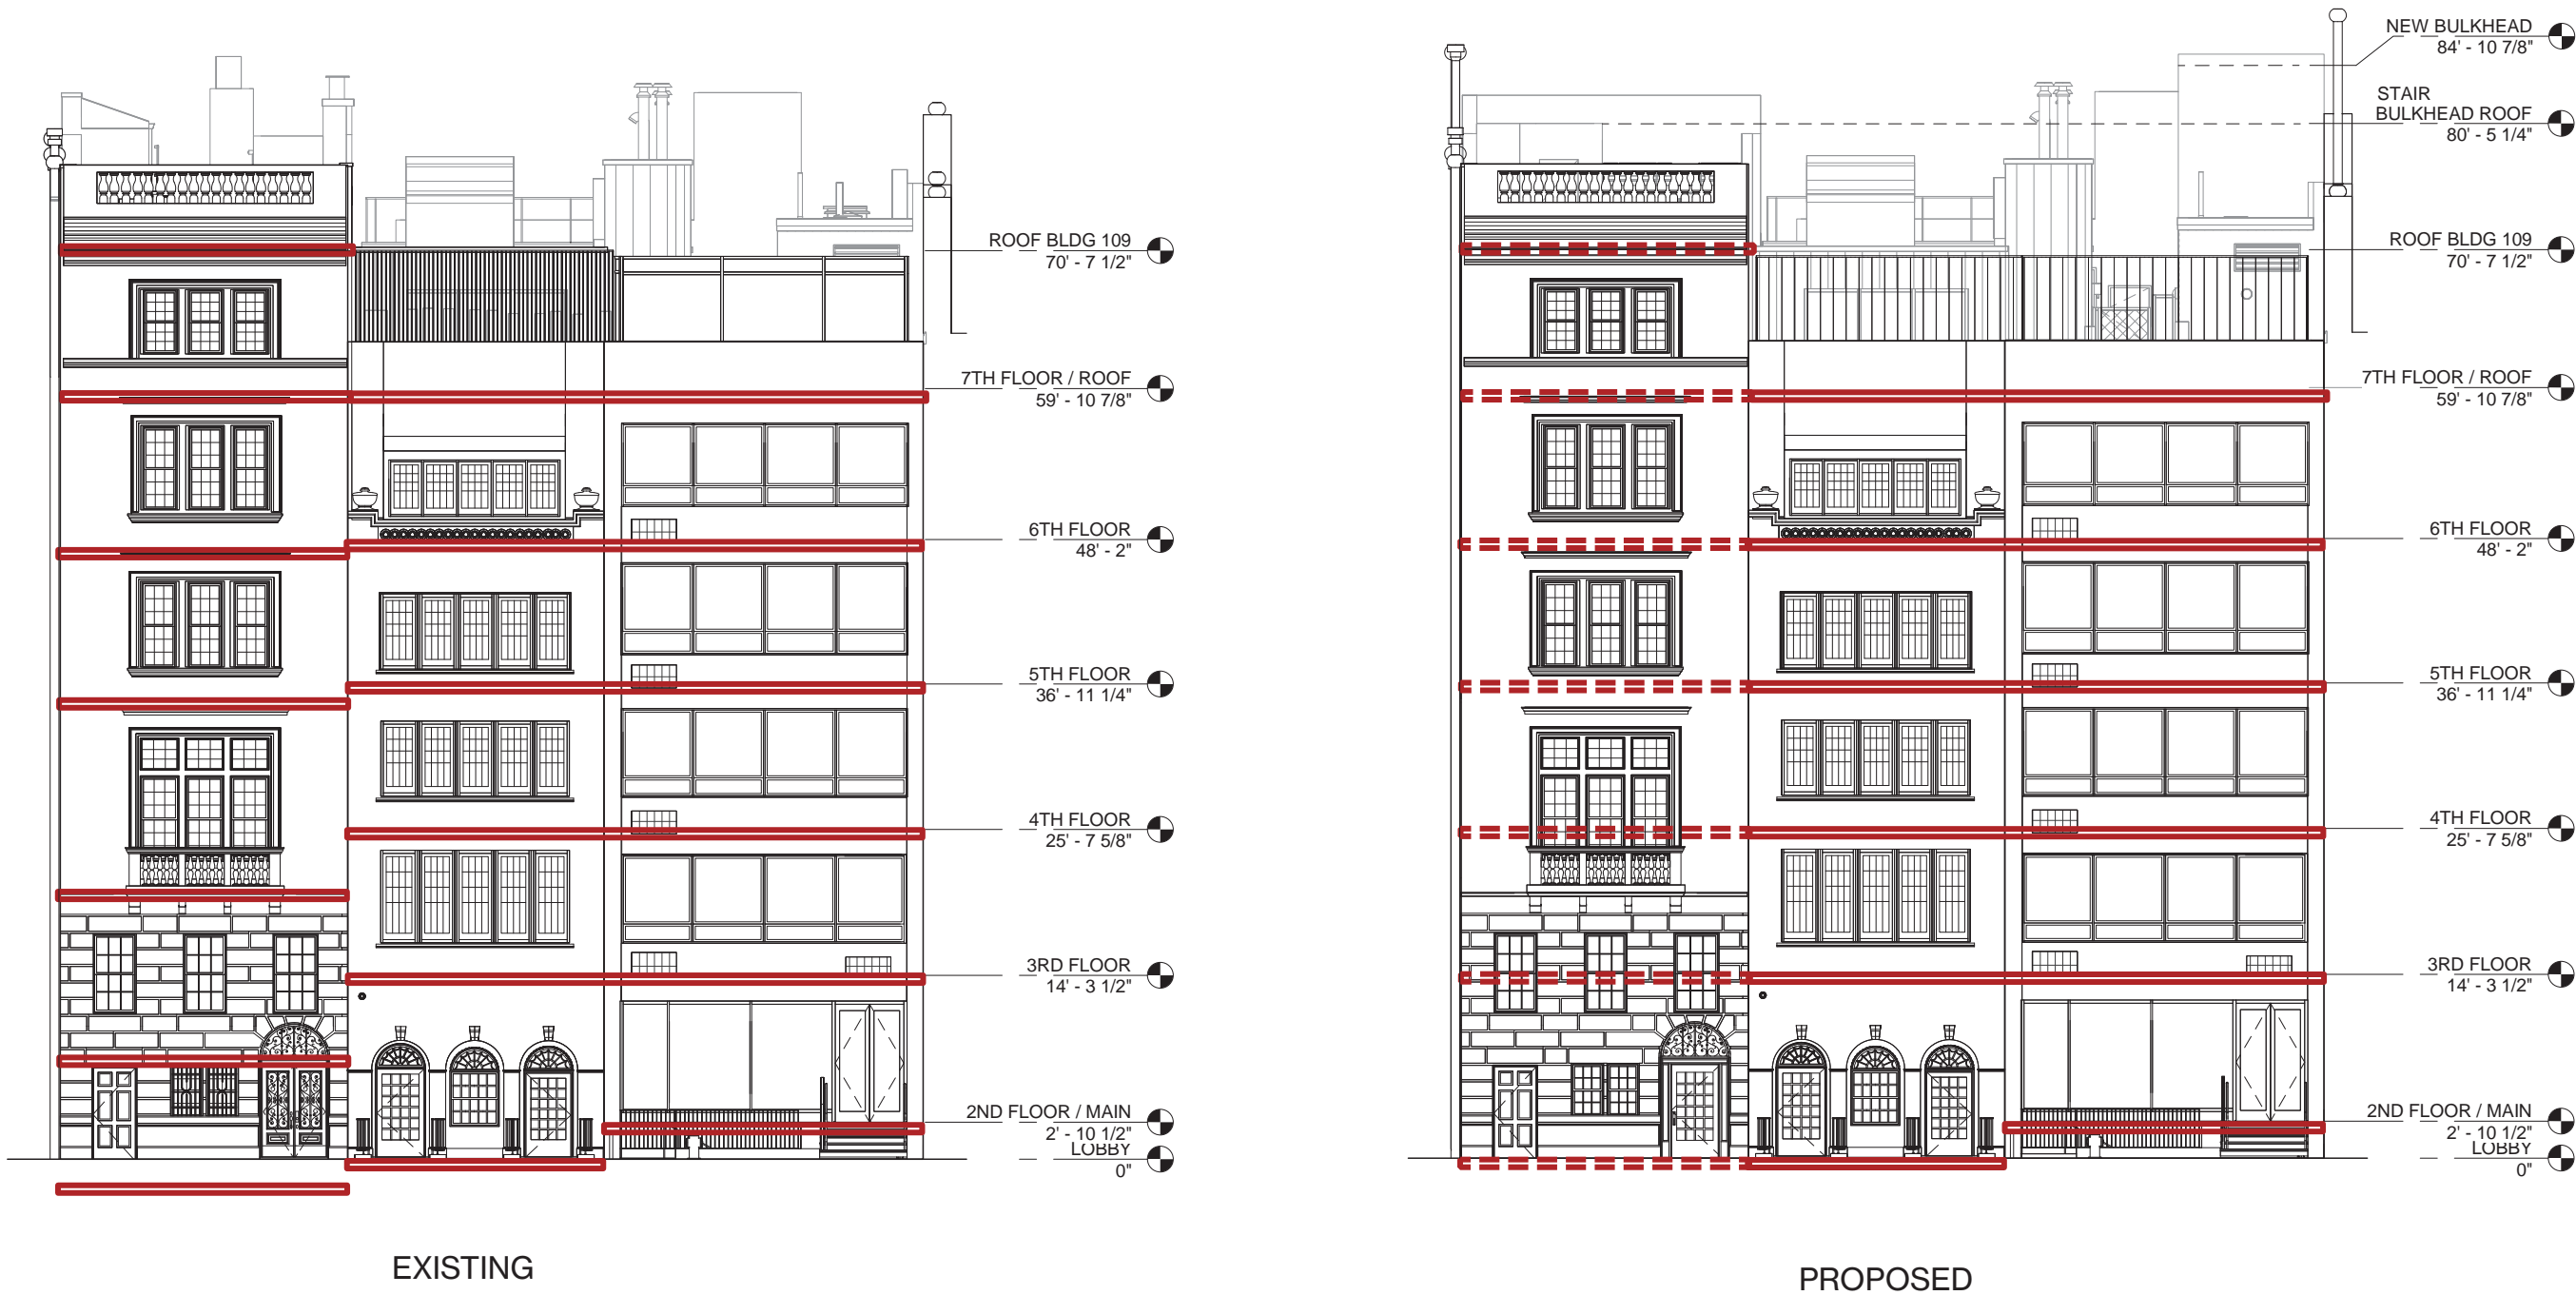 ROOF BLDG 109
70' - 7 1/2"
7TH FLOOR / ROOF
59' - 10 7/8"
6TH FLOOR
48' - 2"
5TH FLOOR
36' - 11 1/4"
4TH FLOOR
25' - 7 5/8"
3RD FLOOR
14' - 3 1/2"
2ND FLOOR / MAIN
2' - 10 1/2"
LOBBY
0"
EXISTING
NEW BULKHEAD
84' - 10 7/8"
STAIR
BULKHEAD ROOF
80' - 5 1/4"
ROOF BLDG 109
70' - 7 1/2"
7TH FLOOR / ROOF
59' - 10 7/8"
6TH FLOOR
48' - 2"
5TH FLOOR
36' - 11 1/4"
4TH FLOOR
25' - 7 5/8"
3RD FLOOR
14' - 3 1/2"
2ND FLOOR / MAIN
2' - 10 1/2"
LOBBY
0"
PROPOSED